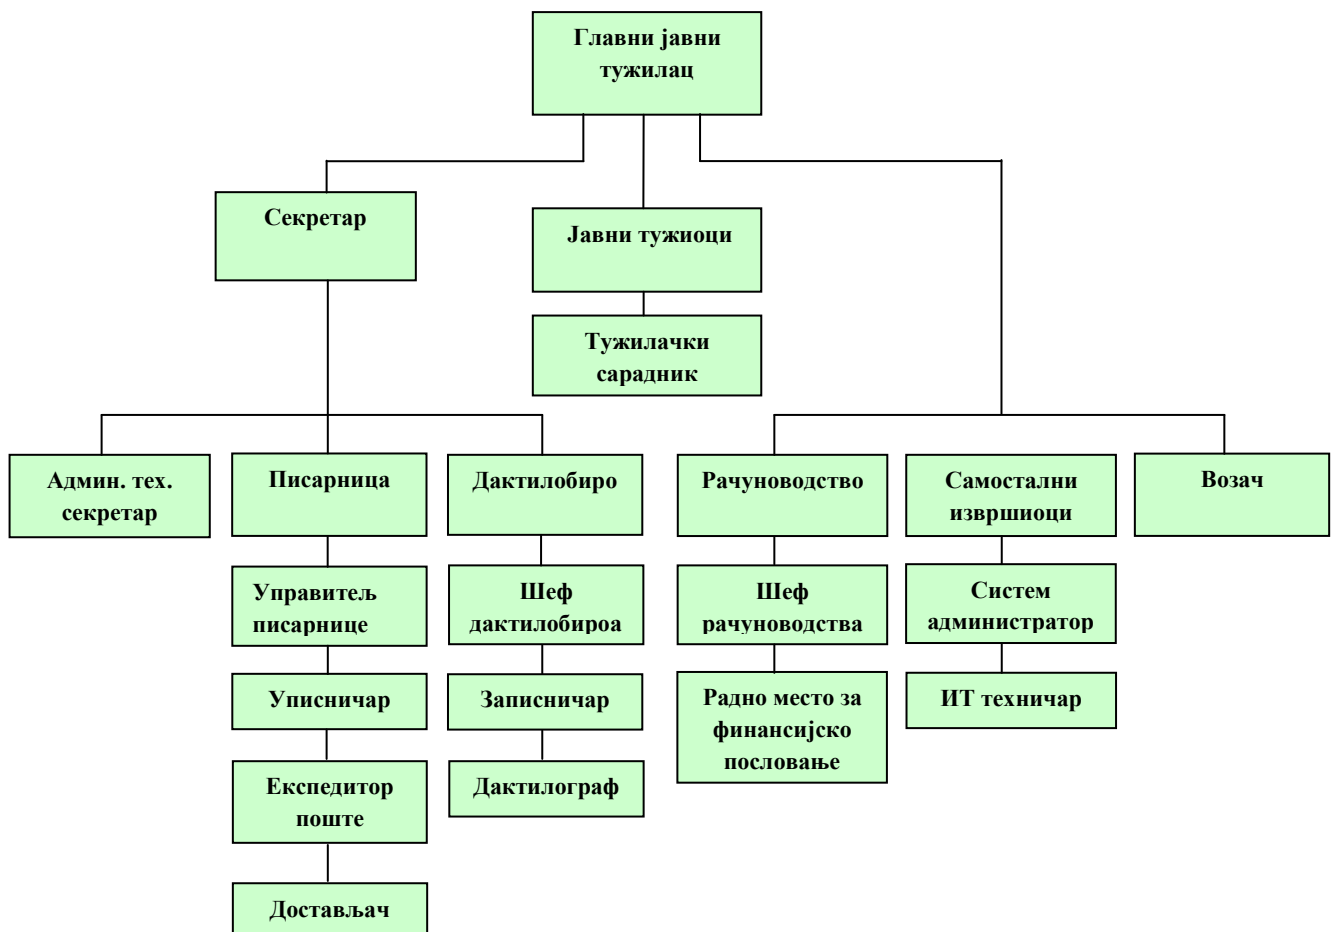 Главни јавни
тужилац
Секретар
Јавни тужиоци
Тужилачки
сарадник
Админ. тех.
секретар
Писарница
Дактилобиро
Рачуноводство
Самостални
извршиоци
Возач
Управитељ
писарнице
Шеф
дактилобироа
Шеф
рачуноводства
Систем
администратор
Уписничар
Записничар
Радно место за
финансијско
пословање
ИТ техничар
Експедитор
поште
Дактилограф
Достављач